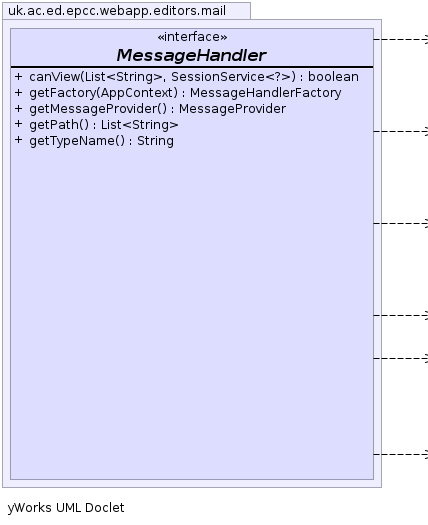 uk.ac.ed.epcc.webapp.editors.mail
«interface»
MessageHandler
+ canView(List<String>, SessionService<?>) : boolean
+ getFactory(AppContext) : MessageHandlerFactory
+ getMessageProvider() : MessageProvider
+ getPath() : List<String>
+ getTypeName() : String
yWorks UML Doclet